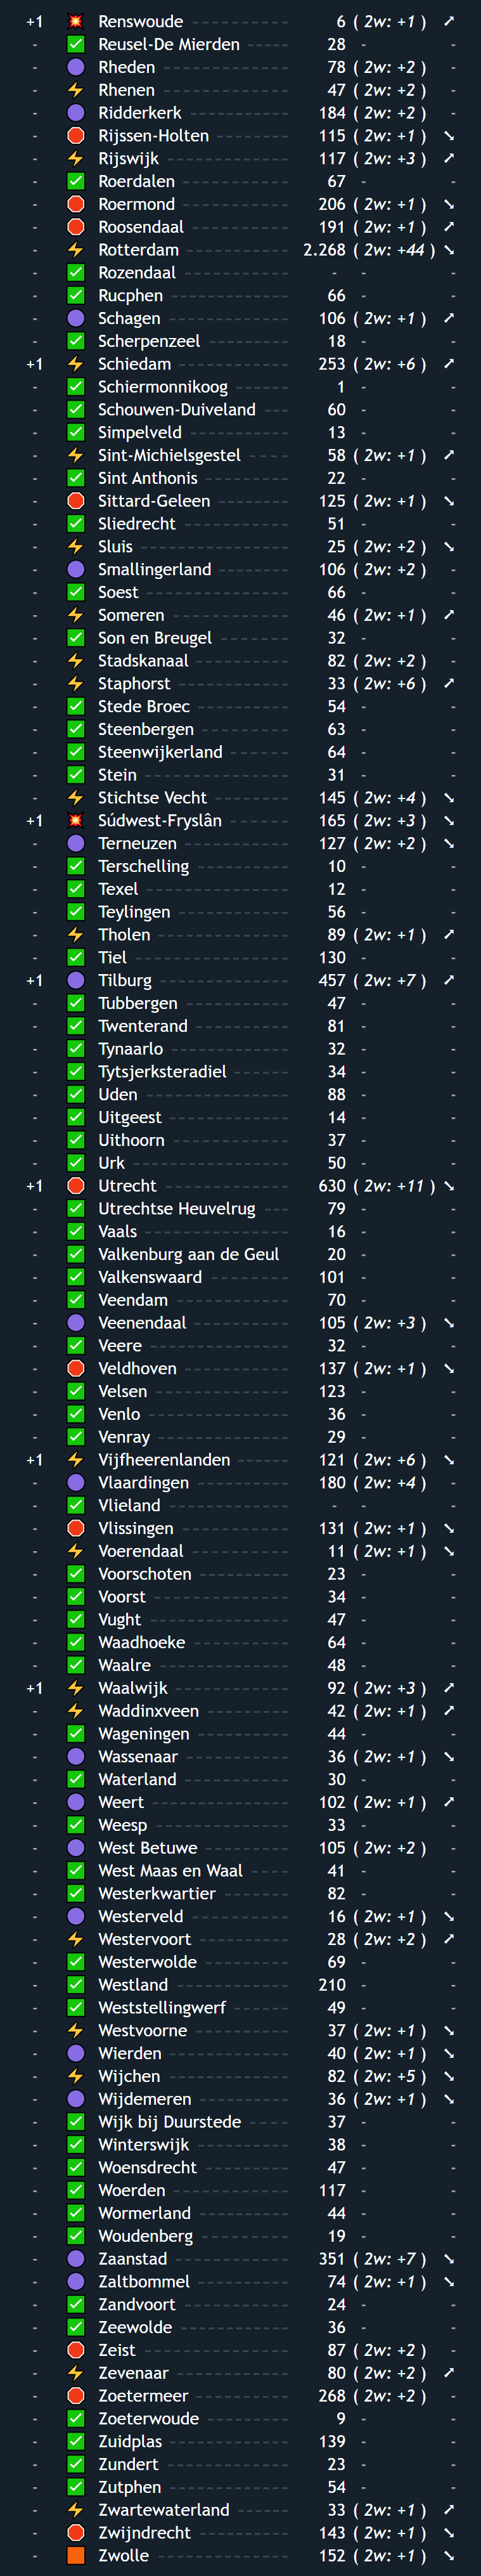 +1 💥 Renswoude 6 ( 2w: +1 ) ➚
- ✅ Reusel-De Mierden 28 - -
- 🟣 Rheden 78 ( 2w: +2 ) -
- ⚡ Rhenen 47 ( 2w: +2 ) -
- 🟣 Ridderkerk 184 ( 2w: +2 ) -
- 🛑 Rijssen-Holten 115 ( 2w: +1 ) ➘
- ⚡ Rijswijk 117 ( 2w: +3 ) ➚
- ✅ Roerdalen 67 - -
- 🛑 Roermond 206 ( 2w: +1 ) ➘
- 🛑 Roosendaal 191 ( 2w: +1 ) ➚
- ⚡ Rotterdam 2.268 ( 2w: +44 ) ➘
- ✅ Rozendaal - - -
- ✅ Rucphen 66 - -
- 🟣 Schagen 106 ( 2w: +1 ) ➚
- ✅ Scherpenzeel 18 - -
+1 ⚡ Schiedam 253 ( 2w: +6 ) ➚
- ✅ Schiermonnikoog 1 - -
- ✅ Schouwen-Duiveland 60 - -
- ✅ Simpelveld 13 - -
- ⚡ Sint-Michielsgestel 58 ( 2w: +1 ) ➚
- ✅ Sint Anthonis 22 - -
- 🛑 Sittard-Geleen 125 ( 2w: +1 ) ➘
- ✅ Sliedrecht 51 - -
- ⚡ Sluis 25 ( 2w: +2 ) ➘
- 🟣 Smallingerland 106 ( 2w: +2 ) -
- ✅ Soest 66 - -
- ⚡ Someren 46 ( 2w: +1 ) ➚
- ✅ Son en Breugel 32 - -
- ⚡ Stadskanaal 82 ( 2w: +2 ) -
- ⚡ Staphorst 33 ( 2w: +6 ) ➚
- ✅ Stede Broec 54 - -
- ✅ Steenbergen 63 - -
- ✅ Steenwijkerland 64 - -
- ✅ Stein 31 - -
- ⚡ Stichtse Vecht 145 ( 2w: +4 ) ➘
+1 💥 Súdwest-Fryslân 165 ( 2w: +3 ) ➘
- 🟣 Terneuzen 127 ( 2w: +2 ) ➘
- ✅ Terschelling 10 - -
- ✅ Texel 12 - -
- ✅ Teylingen 56 - -
- ⚡ Tholen 89 ( 2w: +1 ) ➚
- ✅ Tiel 130 - -
+1 🟣 Tilburg 457 ( 2w: +7 ) ➚
- ✅ Tubbergen 47 - -
- ✅ Twenterand 81 - -
- ✅ Tynaarlo 32 - -
- ✅ Tytsjerksteradiel 34 - -
- ✅ Uden 88 - -
- ✅ Uitgeest 14 - -
- ✅ Uithoorn 37 - -
- ✅ Urk 50 - -
+1 🛑 Utrecht 630 ( 2w: +11 ) ➘
- ✅ Utrechtse Heuvelrug 79 - -
- ✅ Vaals 16 - -
- ✅ Valkenburg aan de Geul 20 - -
- ✅ Valkenswaard 101 - -
- ✅ Veendam 70 - -
- 🟣 Veenendaal 105 ( 2w: +3 ) ➘
- ✅ Veere 32 - -
- 🛑 Veldhoven 137 ( 2w: +1 ) ➘
- ✅ Velsen 123 - -
- ✅ Venlo 36 - -
- ✅ Venray 29 - -
+1 ⚡ Vijfheerenlanden 121 ( 2w: +6 ) ➘
- 🟣 Vlaardingen 180 ( 2w: +4 ) -
- ✅ Vlieland - - -
- 🛑 Vlissingen 131 ( 2w: +1 ) ➘
- ⚡ Voerendaal 11 ( 2w: +1 ) ➘
- ✅ Voorschoten 23 - -
- ✅ Voorst 34 - -
- ✅ Vught 47 - -
- ✅ Waadhoeke 64 - -
- ✅ Waalre 48 - -
+1 ⚡ Waalwijk 92 ( 2w: +3 ) ➚
- ⚡ Waddinxveen 42 ( 2w: +1 ) ➚
- ✅ Wageningen 44 - -
- 🟣 Wassenaar 36 ( 2w: +1 ) ➘
- ✅ Waterland 30 - -
- 🟣 Weert 102 ( 2w: +1 ) ➚
- ✅ Weesp 33 - -
- 🟣 West Betuwe 105 ( 2w: +2 ) -
- ✅ West Maas en Waal 41 - -
- ✅ Westerkwartier 82 - -
- 🟣 Westerveld 16 ( 2w: +1 ) ➘
- ⚡ Westervoort 28 ( 2w: +2 ) ➚
- ✅ Westerwolde 69 - -
- ✅ Westland 210 - -
- ✅ Weststellingwerf 49 - -
- ⚡ Westvoorne 37 ( 2w: +1 ) ➘
- 🟣 Wierden 40 ( 2w: +1 ) ➘
- ⚡ Wijchen 82 ( 2w: +5 ) ➘
- 🟣 Wijdemeren 36 ( 2w: +1 ) ➘
- ✅ Wijk bij Duurstede 37 - -
- ✅ Winterswijk 38 - -
- ✅ Woensdrecht 47 - -
- ✅ Woerden 117 - -
- ✅ Wormerland 44 - -
- ✅ Woudenberg 19 - -
- 🟣 Zaanstad 351 ( 2w: +7 ) ➘
- 🟣 Zaltbommel 74 ( 2w: +1 ) ➘
- ✅ Zandvoort 24 - -
- ✅ Zeewolde 36 - -
- 🛑 Zeist 87 ( 2w: +2 ) -
- ⚡ Zevenaar 80 ( 2w: +2 ) ➚
- 🛑 Zoetermeer 268 ( 2w: +2 ) -
- ✅ Zoeterwoude 9 - -
- ✅ Zuidplas 139 - -
- ✅ Zundert 23 - -
- ✅ Zutphen 54 - -
- ⚡ Zwartewaterland 33 ( 2w: +1 ) ➚
- 🛑 Zwijndrecht 143 ( 2w: +1 ) ➘
- 🟧 Zwolle 152 ( 2w: +1 ) ➘